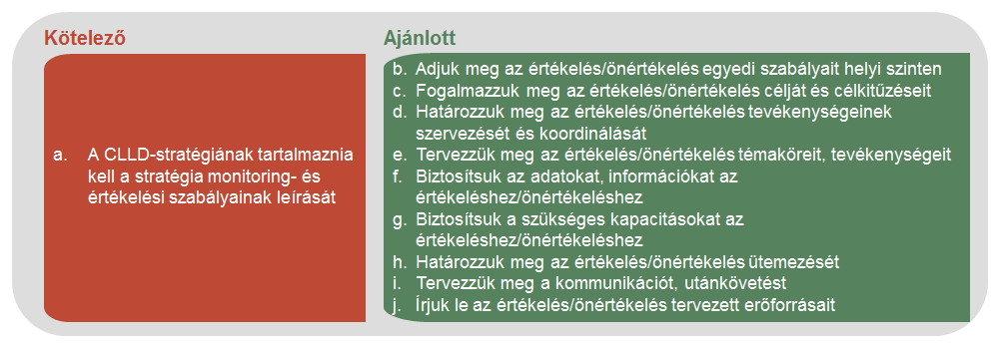 Kötelező
a. A CLLD-stratégiának tartalmaznia
kell a stratégia monitoring- és
értékelési szabályainak leírását
Ajánlott
b. Adjuk meg az értékelés/önértékelés egyedi szabályait helyi szinten
c. Fogalmazzuk meg az értékelés/önértékelés célját és célkitűzéseit
d. Határozzuk meg az értékelés/önértékelés tevékenységeinek
szervezését és koordinálását
e. Tervezzük meg az értékelés/önértékelés témaköreit, tevékenységeit
f. Biztosítsuk az adatokat, információkat az
értékeléshez/önértékeléshez
g. Biztosítsuk a szükséges kapacitásokat az
értékeléshez/önértékeléshez
h. Határozzuk meg az értékelés/önértékelés ütemezését
i. Tervezzük meg a kommunikációt, utánkövetést
j. Írjuk le az értékelés/önértékelés tervezett erőforrásait